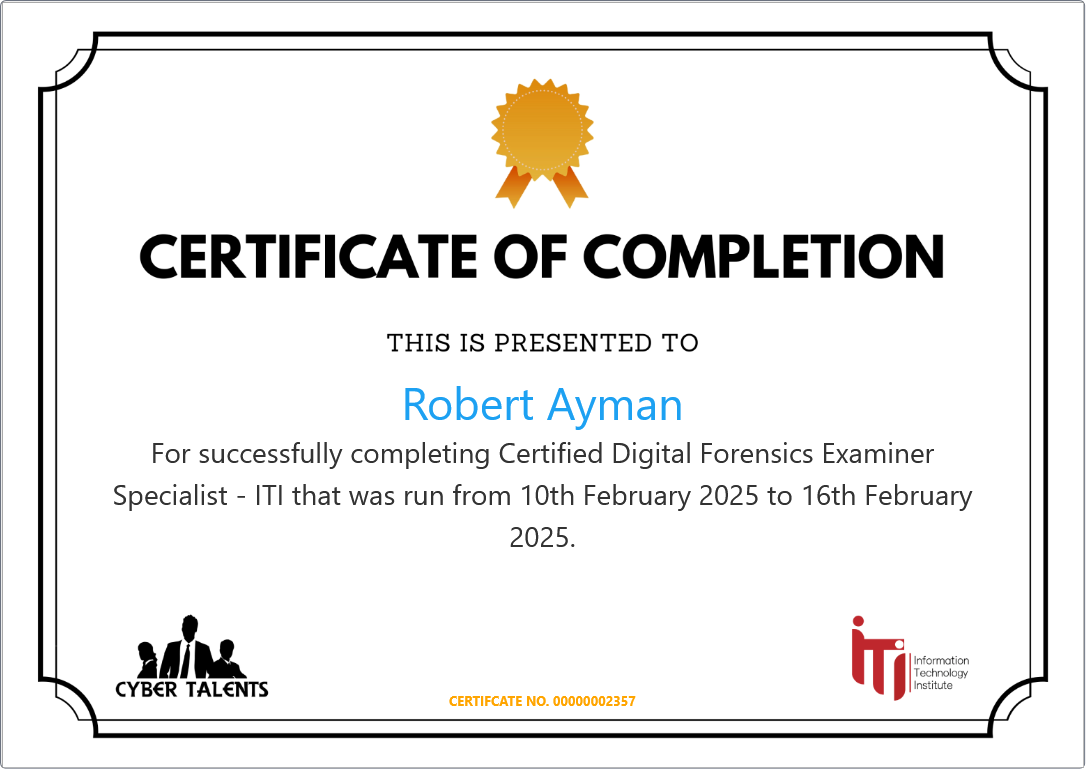 CERTIFICATE OF COMPLETION
THIS IS PRESENTED TO
Robert Ayman
For successfully completing Certified Digital Forensics Examiner
Specialist - ITI that was run from 10th February 2025 to 16th February
2025.
CYBER TALENTS
CERTIFCATE NO. 00000002357
iTi
Information
Technology
Institute